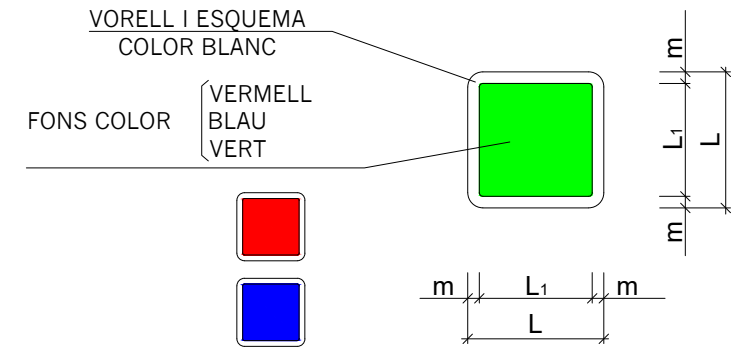 VORELL I ESQUEMA
COLOR BLANC
FONS COLOR
VERMELL
BLAU
VERT
m
L1
L
m
m
L1
m
L